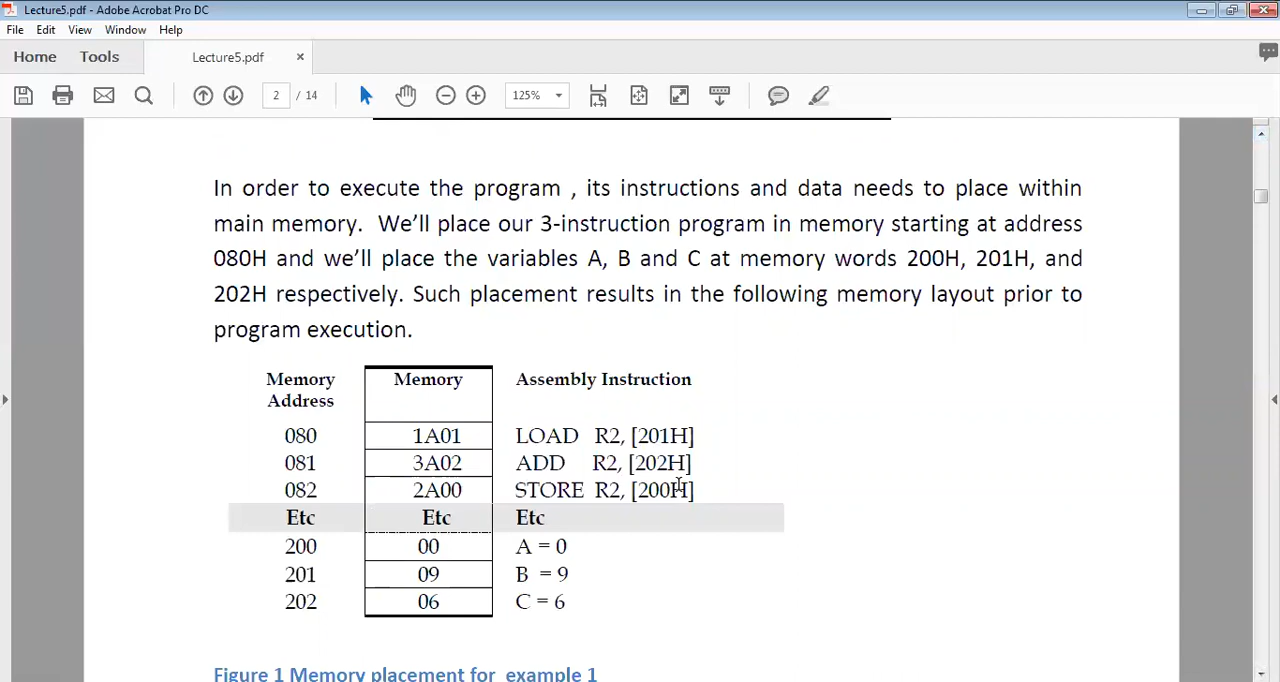 Lecture5.pdf - Adobe Acrobat Pro DC
File Edit View Window Help
Home Tools Lecture5.pdf ×
2 / 14 125%
In order to execute the program , its instructions and data needs to place within
main memory. We'll place our 3-instruction program in memory starting at address
080H and we'll place the variables A, B and C at memory words 200H, 201H, and
202H respectively. Such placement results in the following memory layout prior to
program execution.
Memory Address Memory Assembly Instruction
080 1A01 LOAD R2, [201H]
081 3A02 ADD R2, [202H]
082 2A00 STORE R2, [200H]
Etc Etc Etc
200 00 A = 0
201 09 B = 9
202 06 C = 6
Figure 1 Memory placement for example 1